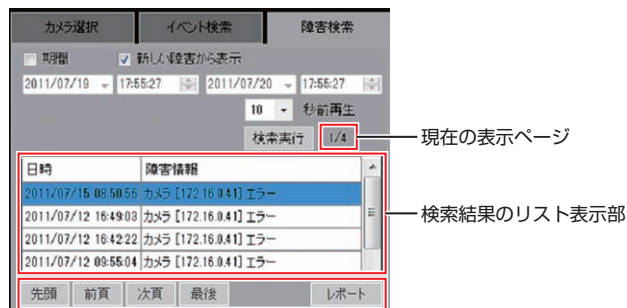 カメラ選択 イベント検索 障害検索
期間 新しい障害から表示
2011/07/19 17:55:27 2011/07/20 17:55:27
10 秒前再生
検索実行 1/4 現在の表示ページ
日時 障害情報
2011/07/15 08:50:56 カメラ [172.16.0.41] エラー
検索結果のリスト表示部
2011/07/12 16:49:03 カメラ [172.16.0.41] エラー
2011/07/12 16:42:22 カメラ [172.16.0.41] エラー
2011/07/12 09:55:04 カメラ [172.16.0.41] エラー
先頭 前頁 次頁 最後 レポート